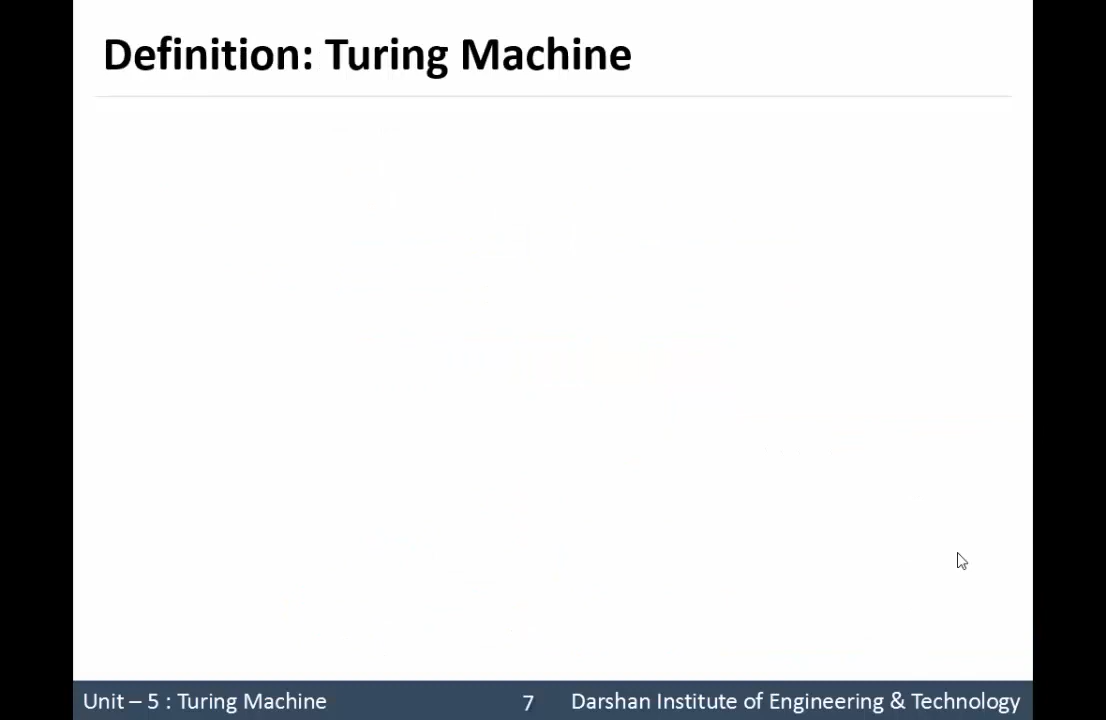 Definition: Turing Machine
Unit – 5 : Turing Machine 7 Darshan Institute of Engineering & Technology